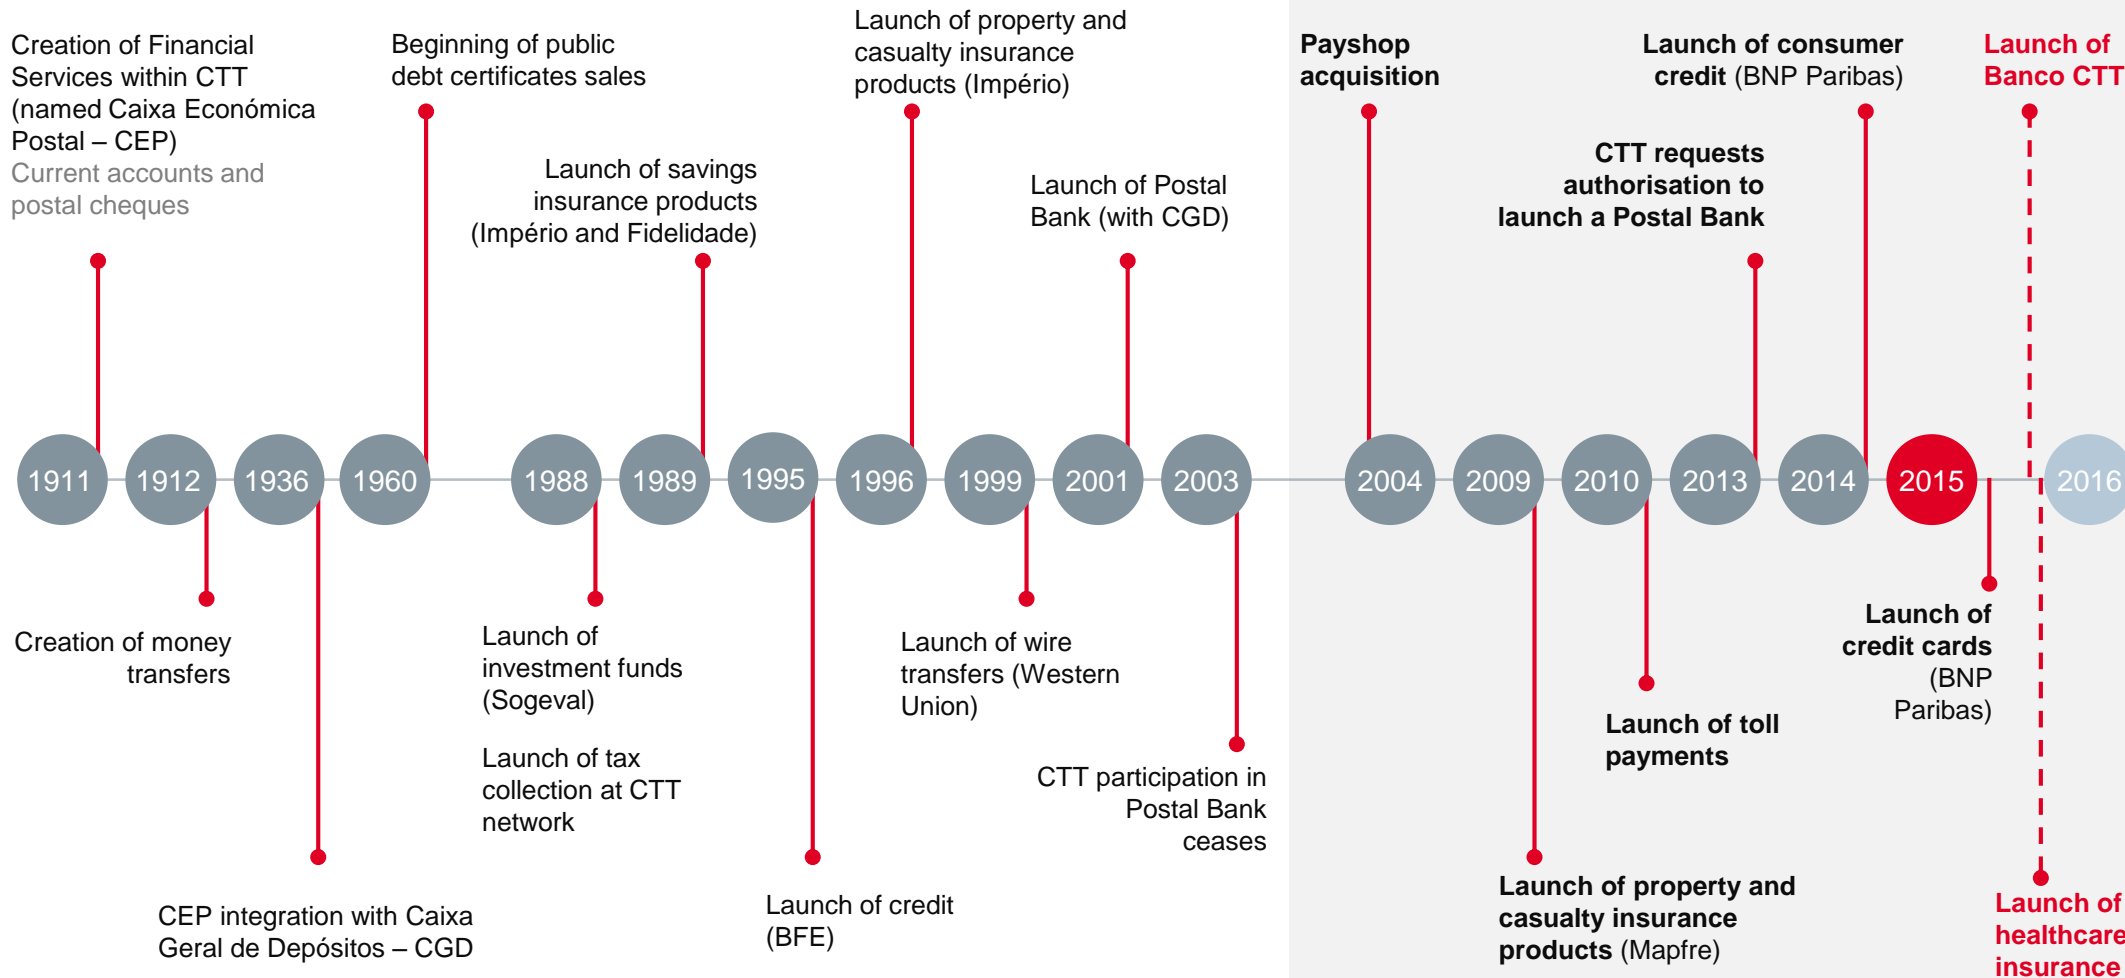 Creation of Financial
Services within CTT
(named Caixa Económica
Postal – CEP)
Current accounts and
postal cheques
Beginning of public
debt certificates sales
Launch of savings
insurance products
(Império and Fidelidade)
Launch of property and
casualty insurance
products (Império)
Launch of Postal
Bank (with CGD)
Payshop
acquisition
CTT requests
authorisation to
launch a Postal Bank
Launch of consumer
credit (BNP Paribas)
Launch of
Banco CTT
1911
1912
1936
1960
1988
1989
1995
1996
1999
2001
2003
2004
2009
2010
2013
2014
2015
2016
Creation of money
transfers
CEP integration with Caixa
Geral de Depósitos – CGD
Launch of
investment funds
(Sogeval)
Launch of tax
collection at CTT
network
Launch of credit
(BFE)
Launch of wire
transfers (Western
Union)
CTT participation in
Postal Bank
ceases
Launch of property and
casualty insurance
products (Mapfre)
Launch of toll
payments
Launch of
credit cards
(BNP
Paribas)
Launch of
healthcare
insurance